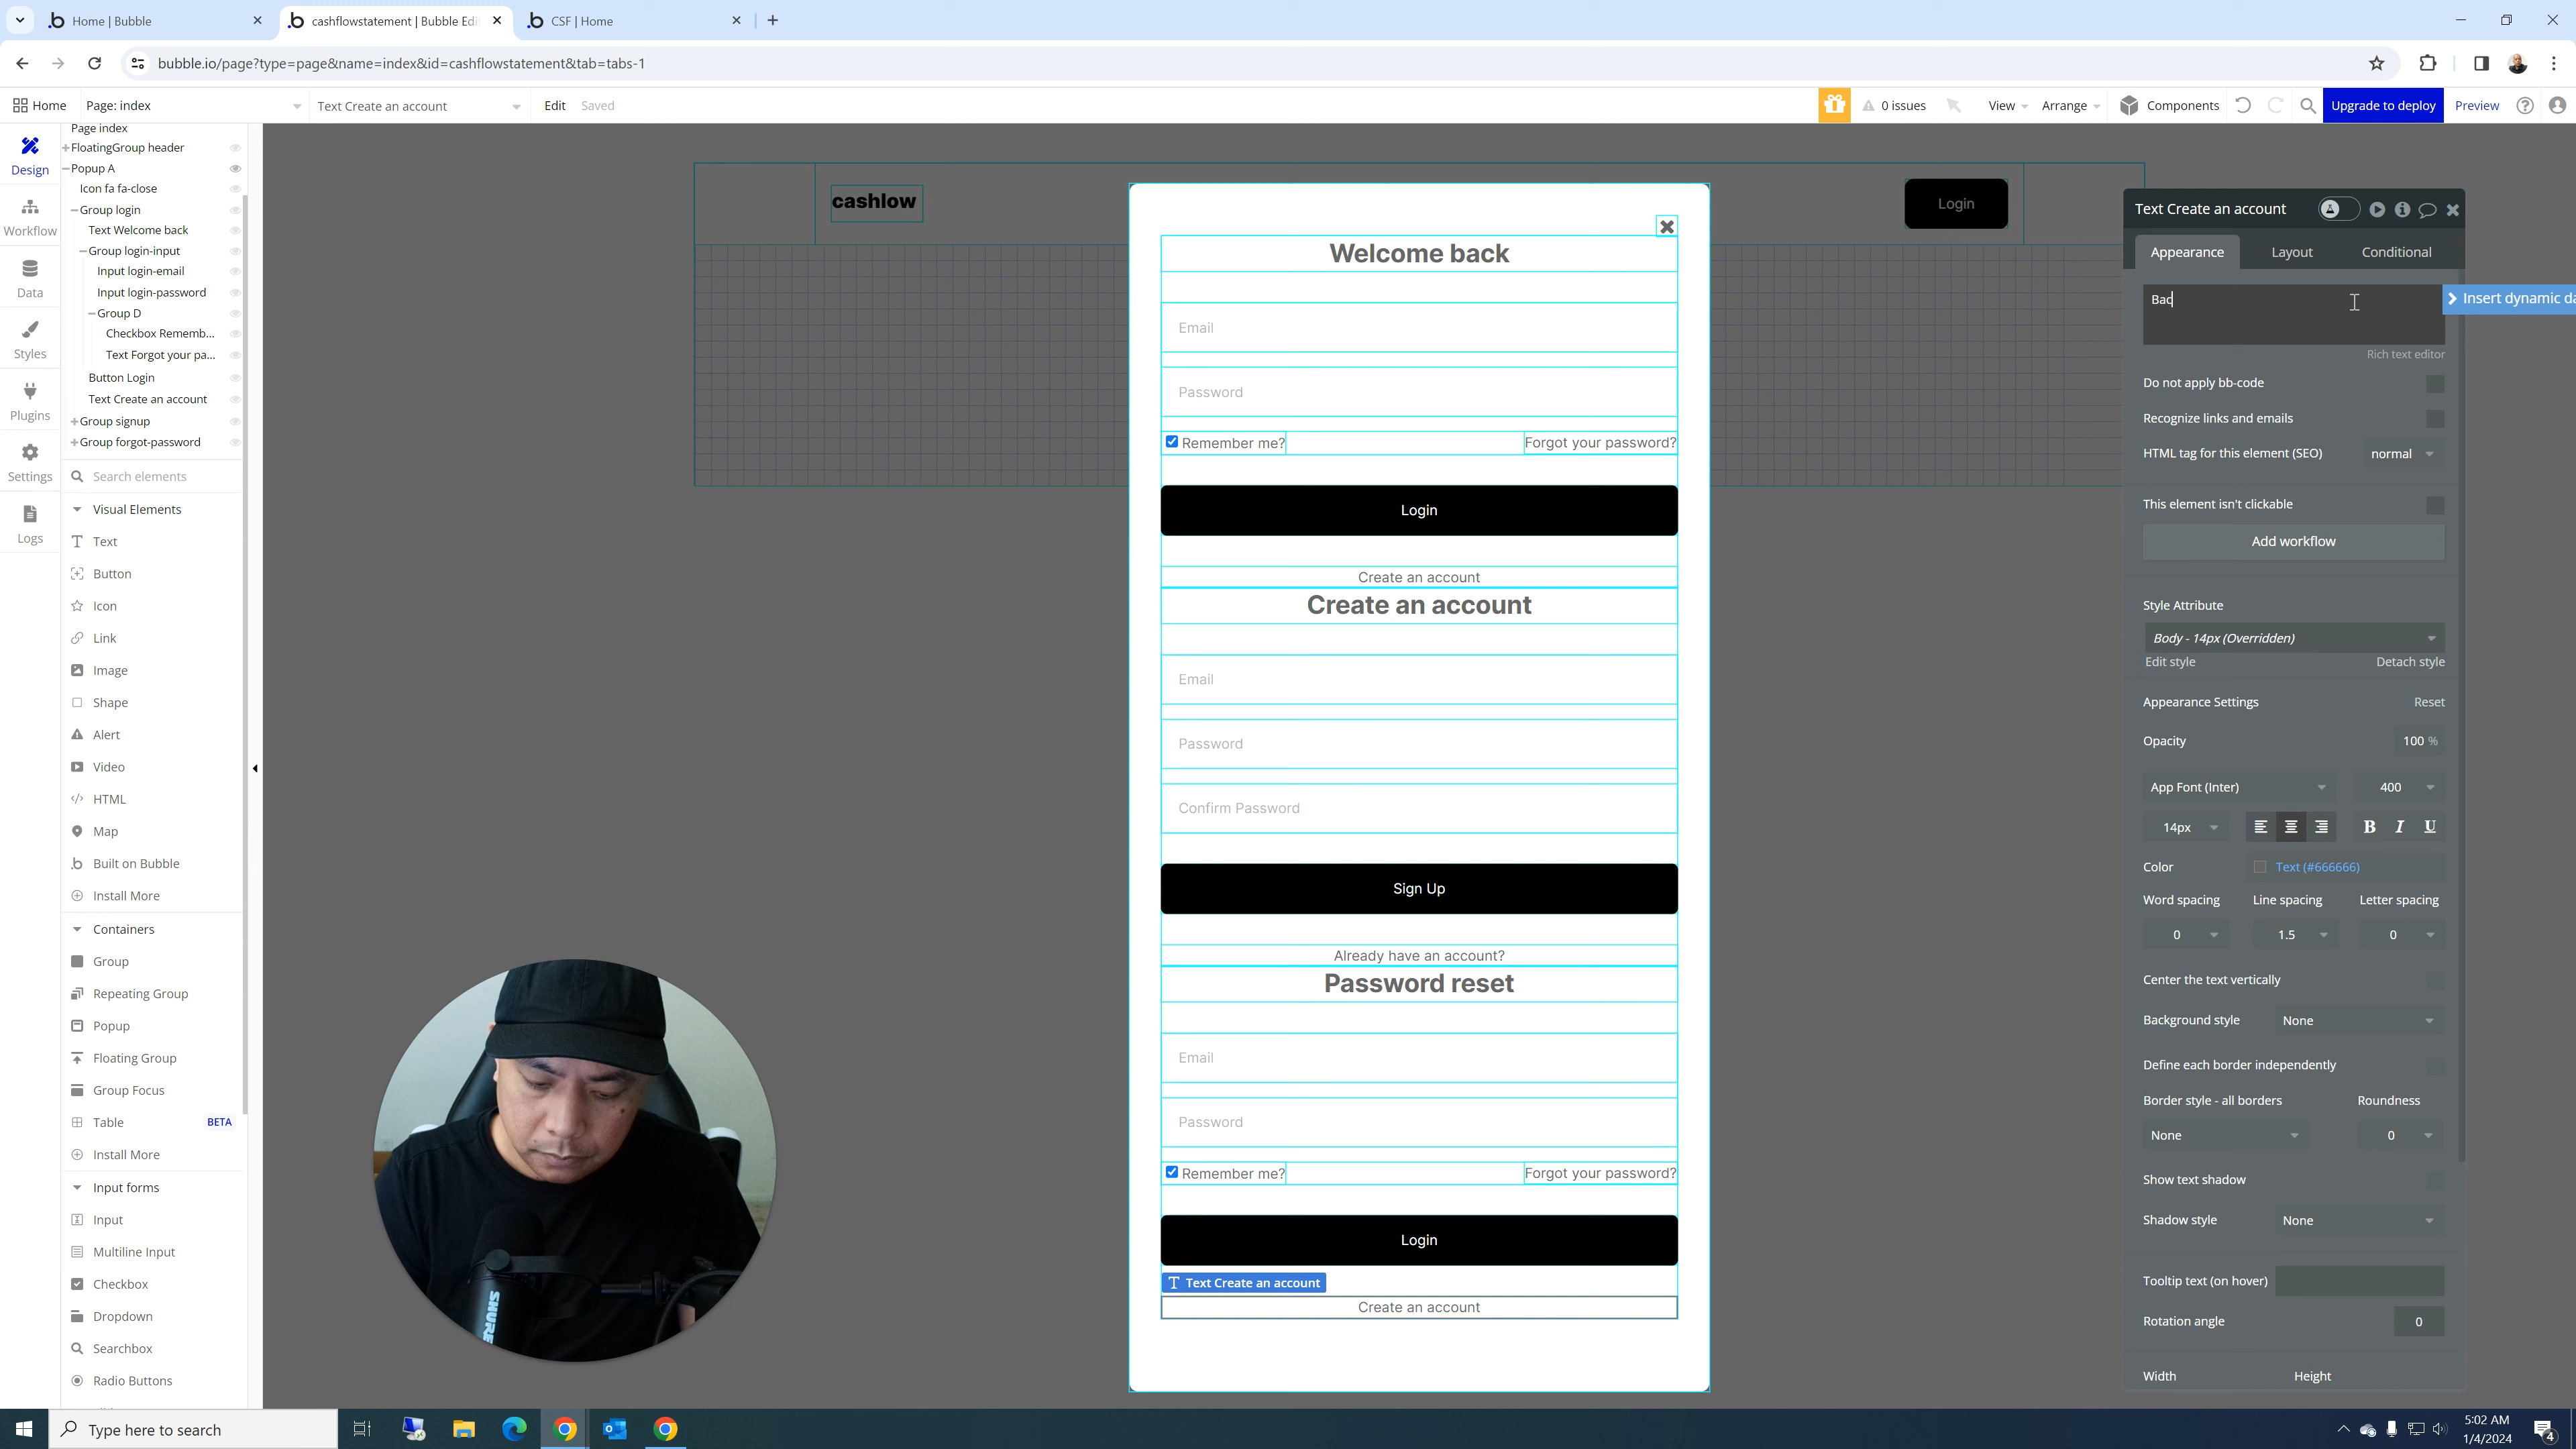 Home | Bubble
cashflowstatement | Bubble Edi
CSF | Home
bubble.io/page?type=page&name=index&id=cashflowstatement&tab=tabs-1
Home
Page: index
Text Create an account
Edit
Saved
0 issues
View
Arrange
Components
Upgrade to deploy
Preview
Design
Workflow
Data
Styles
Plugins
Settings
Logs
Page index
FloatingGroup header
Popup A
Icon fa fa-close
Group login
Text Welcome back
Group login-input
Input login-email
Input login-password
Group D
Checkbox Rememb...
Text Forgot your pa...
Button Login
Text Create an account
Group signup
Group forgot-password
Search elements
Visual Elements
Text
Button
Icon
Link
Image
Shape
Alert
Video
HTML
Map
Built on Bubble
Install More
Containers
Group
Repeating Group
Popup
Floating Group
Group Focus
Table BETA
Install More
Input forms
Input
Multiline Input
Checkbox
Dropdown
Searchbox
Radio Buttons
cashlow
Login
Welcome back
Email
Password
Remember me?
Forgot your password?
Login
Create an account
Create an account
Email
Password
Confirm Password
Sign Up
Already have an account?
Password reset
Email
Password
Remember me?
Forgot your password?
Login
Text Create an account
Create an account
SHURE
Text Create an account
Appearance
Layout
Conditional
Bac
Insert dynamic da
Rich text editor
Do not apply bb-code
Recognize links and emails
HTML tag for this element (SEO) normal
This element isn't clickable
Add workflow
Style Attribute
Body - 14px (Overridden)
Edit style
Detach style
Appearance Settings
Reset
Opacity 100 %
App Font (Inter) 400
14px B I U
Color Text (#666666)
Word spacing Line spacing Letter spacing
0 1.5 0
Center the text vertically
Background style None
Define each border independently
Border style - all borders Roundness
None 0
Show text shadow
Shadow style None
Tooltip text (on hover)
Rotation angle 0
Width Height
Type here to search
5:02 AM
1/4/2024
4